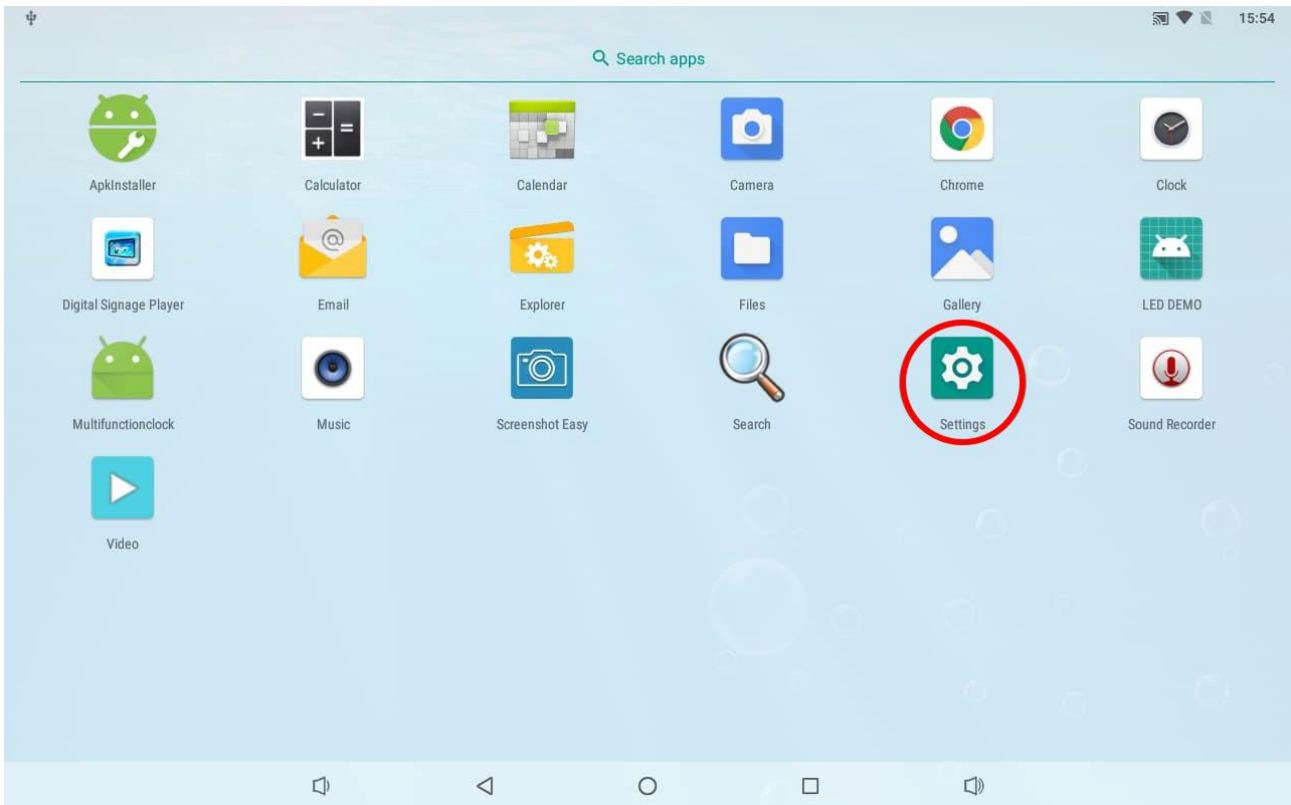 15:54
Search apps
ApkInstaller
Calculator
Calendar
Camera
Chrome
Clock
Digital Signage Player
Email
Explorer
Files
Gallery
LED DEMO
Multifunctionclock
Music
Screenshot Easy
Search
Settings
Sound Recorder
Video